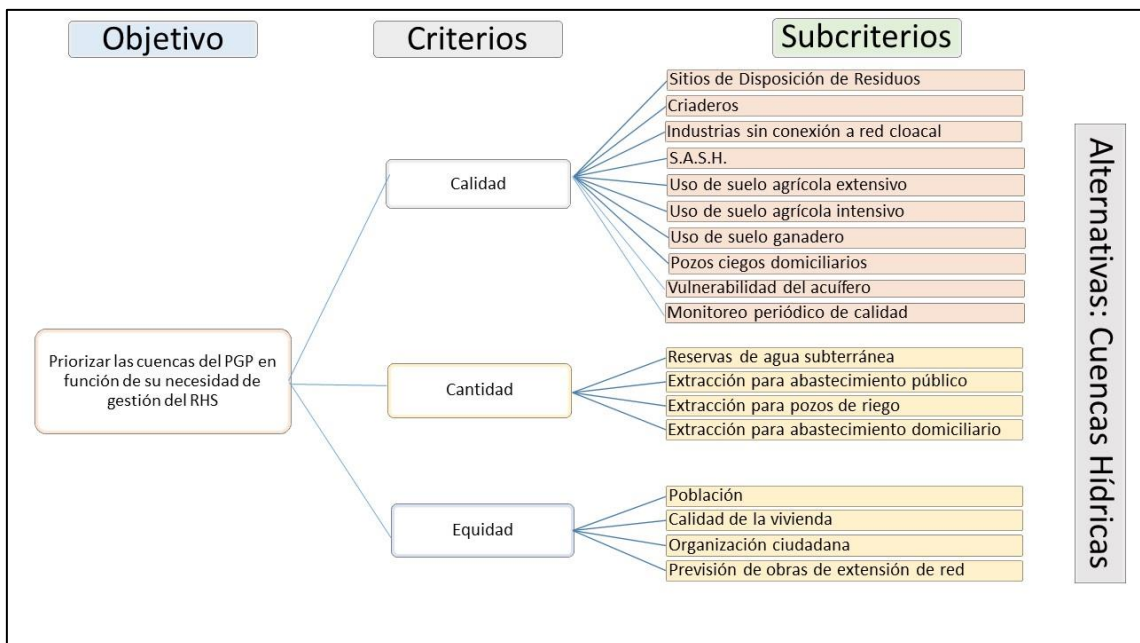 Objetivo
Criterios
Subcriterios
Priorizar las cuencas del PGP en
función de su necesidad de
gestión del RHS
Calidad
Sitios de Disposición de Residuos
Criaderos
Industrias sin conexión a red cloacal
S.A.S.H.
Uso de suelo agrícola extensivo
Uso de suelo agrícola intensivo
Uso de suelo ganadero
Pozos ciegos domiciliarios
Vulnerabilidad del acuífero
Monitoreo periódico de calidad
Cantidad
Reservas de agua subterránea
Extracción para abastecimiento público
Extracción para pozos de riego
Extracción para abastecimiento domiciliario
Equidad
Población
Calidad de la vivienda
Organización ciudadana
Previsión de obras de extensión de red
Alternativas: Cuencas Hídricas